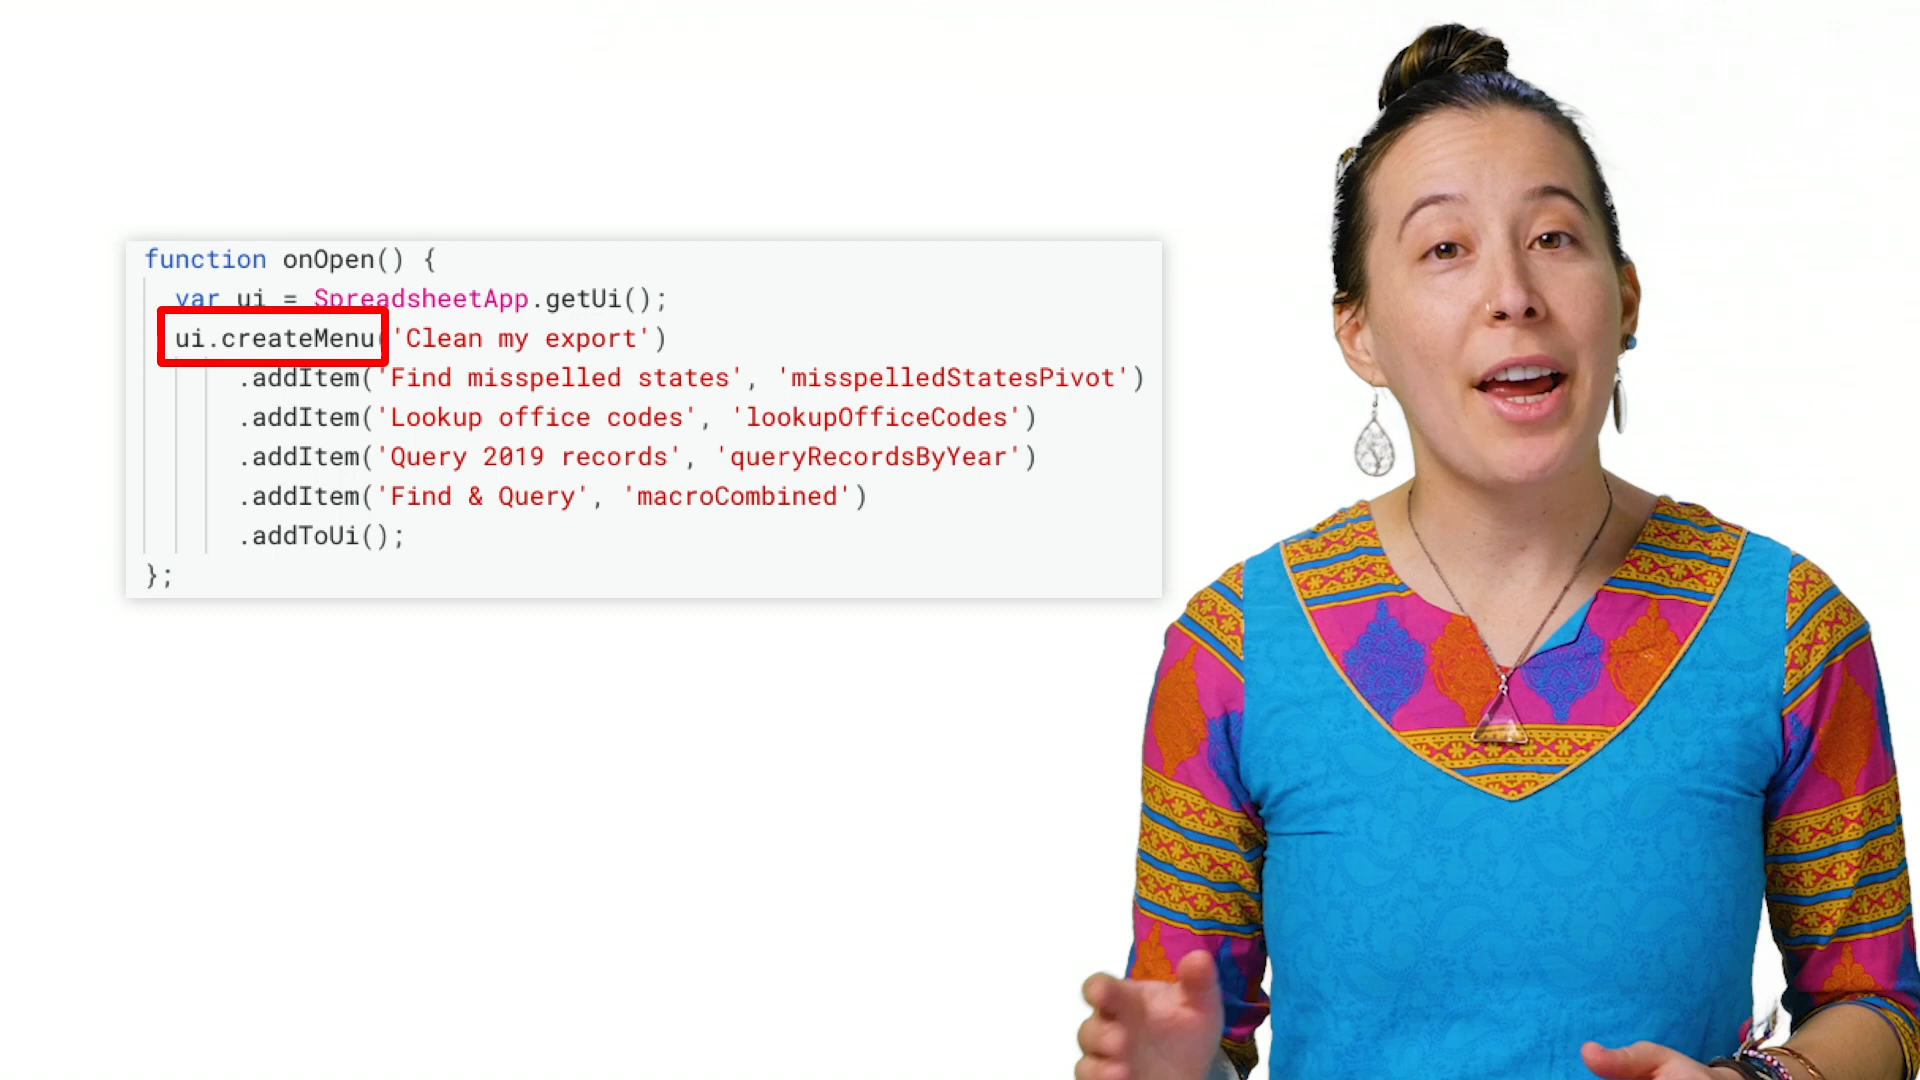 function onOpen() {
var ui = SpreadsheetApp.getUi();
ui.createMenu('Clean my export')
.addItem('Find misspelled states', 'misspelledStatesPivot')
.addItem('Lookup office codes', 'lookupOfficeCodes')
.addItem('Query 2019 records', 'queryRecordsByYear')
.addItem('Find & Query', 'macroCombined')
.addToUi();
};